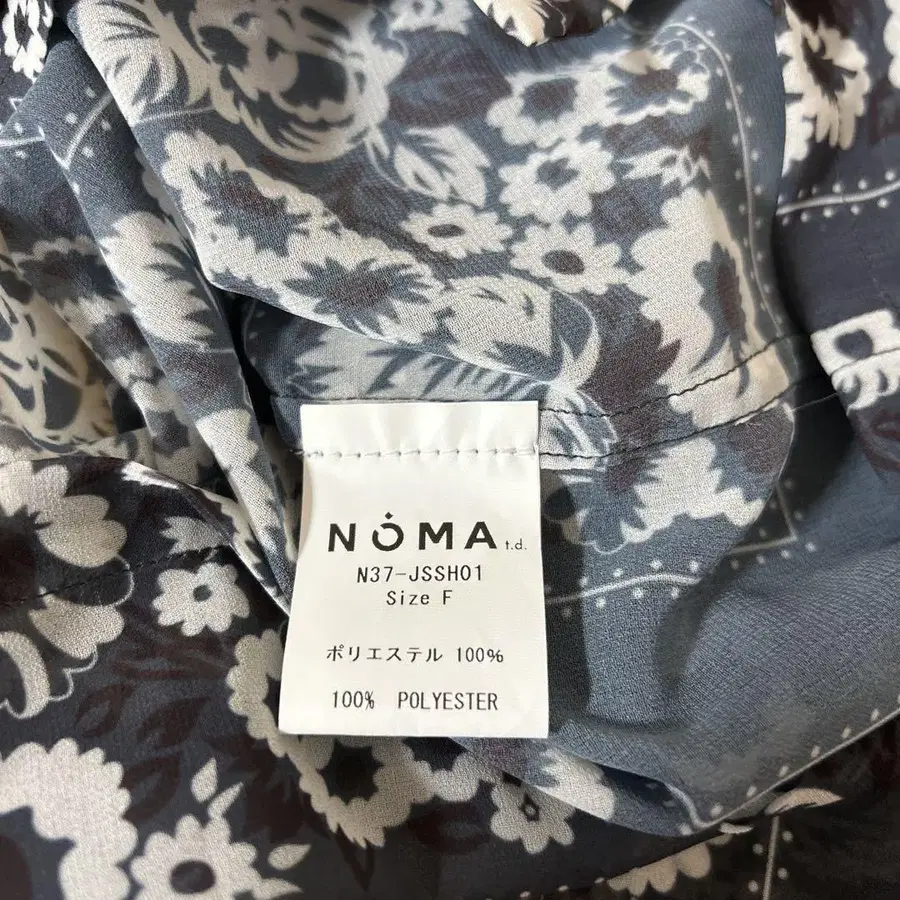 NOMA t.d.
N37-JSSH01
Size F
ポリエステル 100%
100% POLYESTER